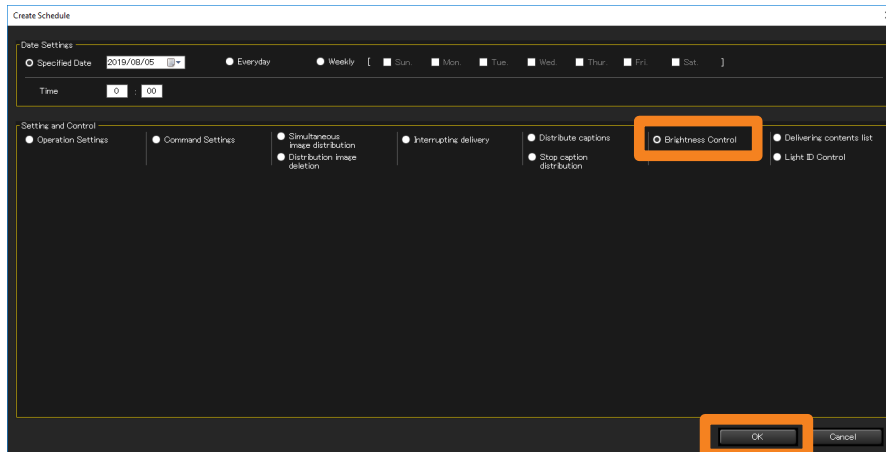 Create Schedule
Date Settings
Specified Date 2019/08/05 Everyday Weekly [ Sun. Mon. Tue. Wed. Thur. Fri. Sat. ]
Time 0 : 00
Setting and Control
Operation Settings Command Settings Simultaneous image distribution Interrupting delivery Distribute captions Brightness Control Delivering contents list
Distribution image deletion Stop caption distribution Light ID Control
OK Cancel